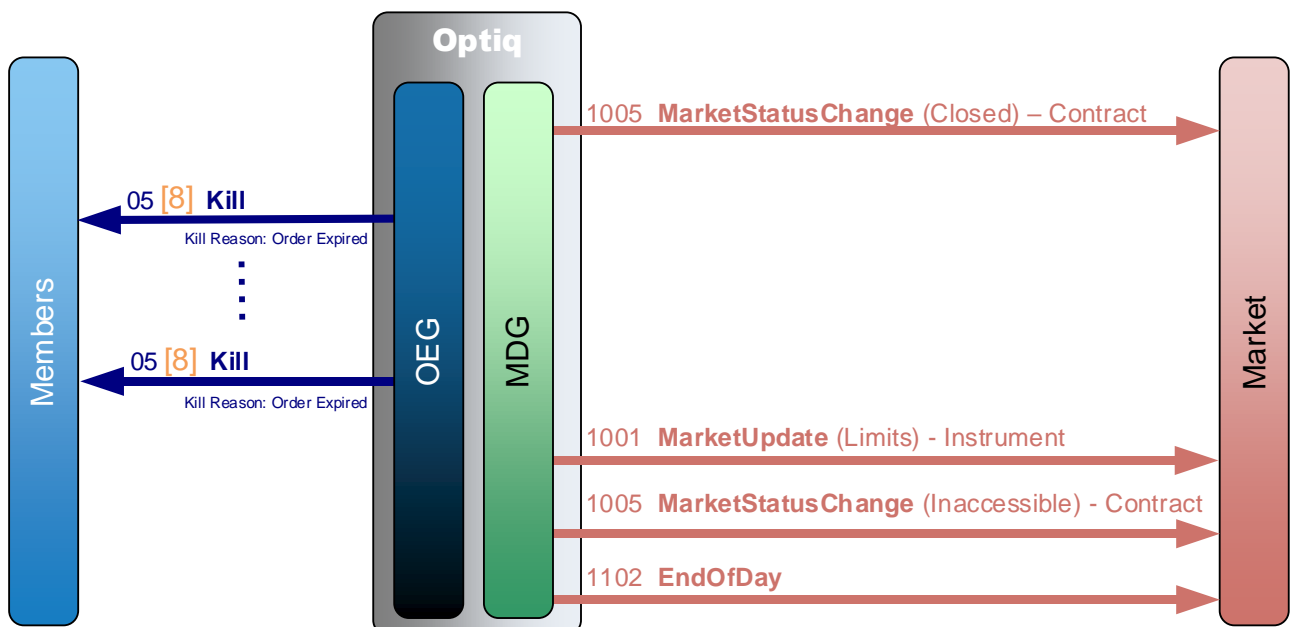 Optiq
1005 MarketStatusChange (Closed) – Contract
05 [8] Kill
Kill Reason: Order Expired
Members
OEG
MDG
Market
05 [8] Kill
Kill Reason: Order Expired
1001 MarketUpdate (Limits) - Instrument
1005 MarketStatusChange (Inaccessible) - Contract
1102 EndOfDay